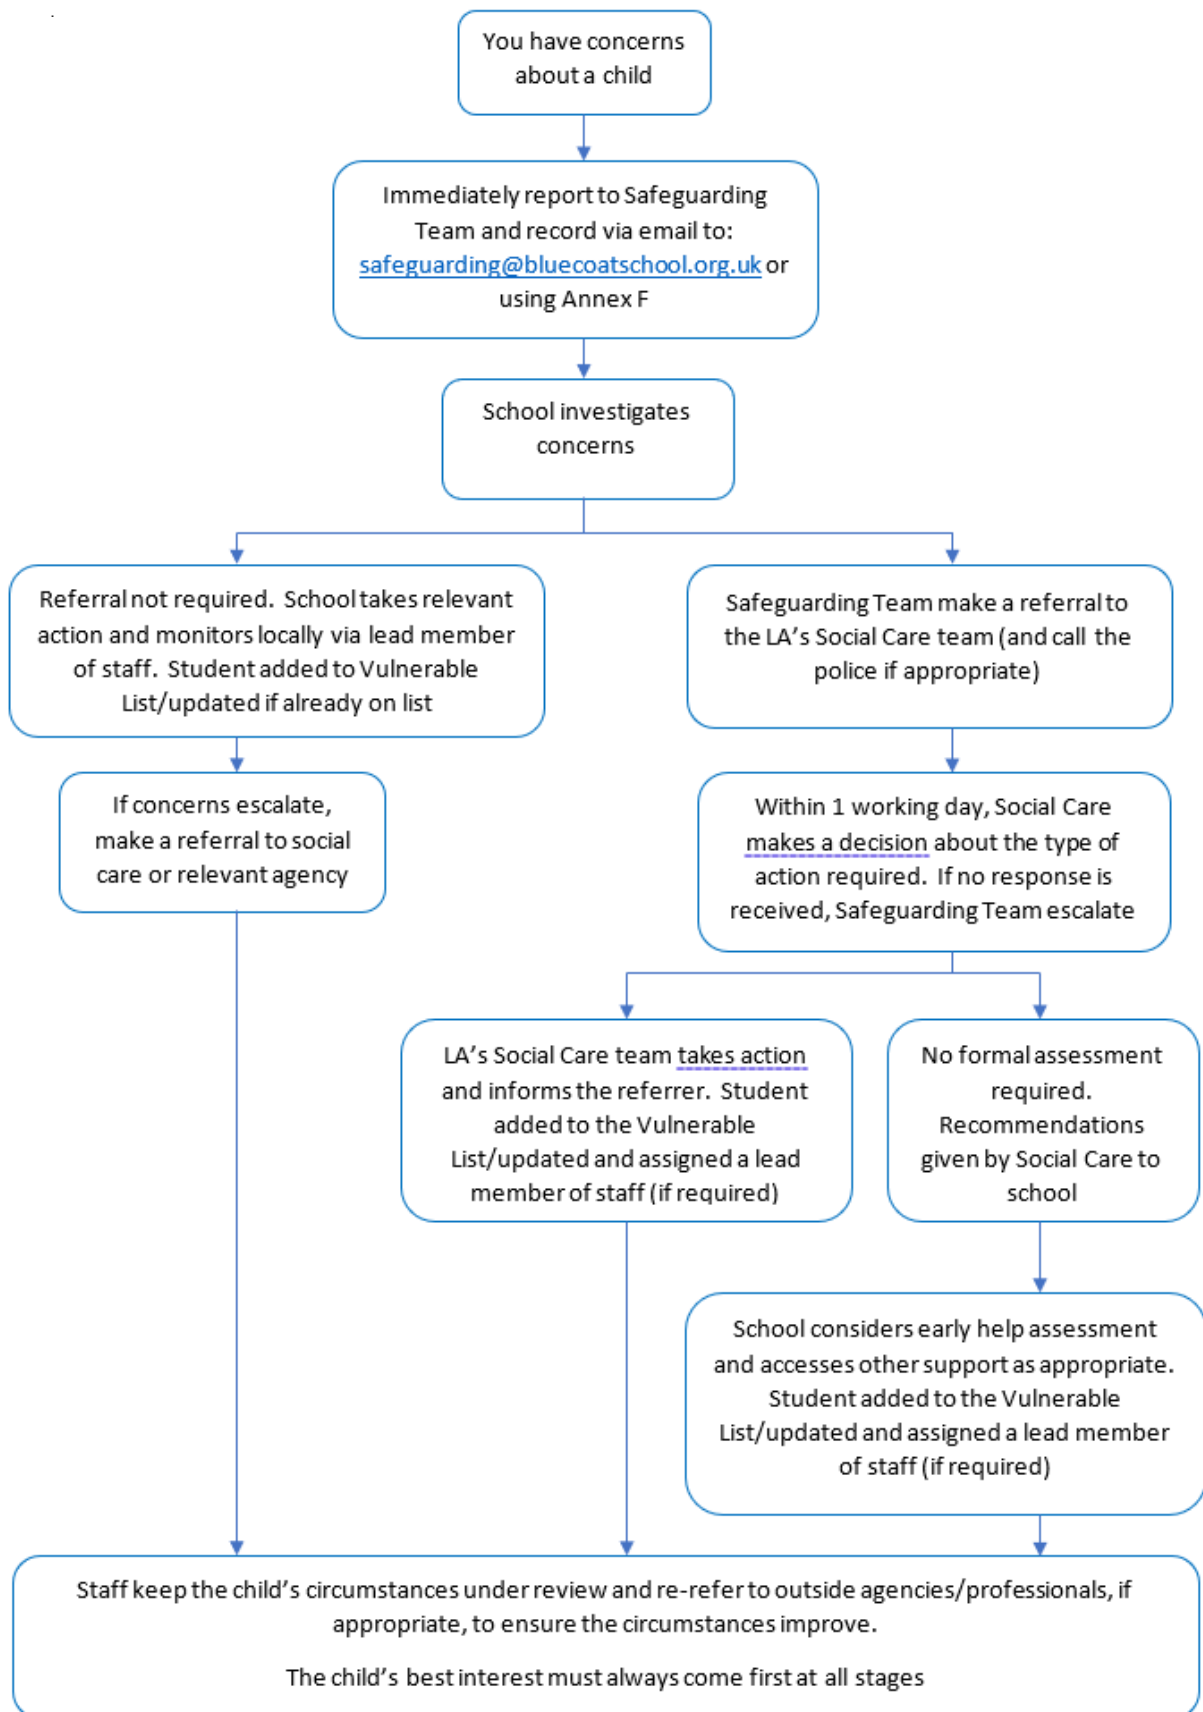 You have concerns
about a child
Immediately report to Safeguarding
Team and record via email to:
safeguarding@bluecoatschool.org.uk or
using Annex F
School investigates
concerns
Referral not required. School takes relevant
action and monitors locally via lead member
of staff. Student added to Vulnerable
List/updated if already on list
Safeguarding Team make a referral to
the LA’s Social Care team (and call the
police if appropriate)
If concerns escalate,
make a referral to social
care or relevant agency
Within 1 working day, Social Care
makes a decision about the type of
action required. If no response is
received, Safeguarding Team escalate
LA’s Social Care team takes action
and informs the referrer. Student
added to the Vulnerable
List/updated and assigned a lead
member of staff (if required)
No formal assessment
required.
Recommendations
given by Social Care to
school
School considers early help assessment
and accesses other support as appropriate.
Student added to the Vulnerable
List/updated and assigned a lead member
of staff (if required)
Staff keep the child’s circumstances under review and re-refer to outside agencies/professionals, if
appropriate, to ensure the circumstances improve.
The child’s best interest must always come first at all stages